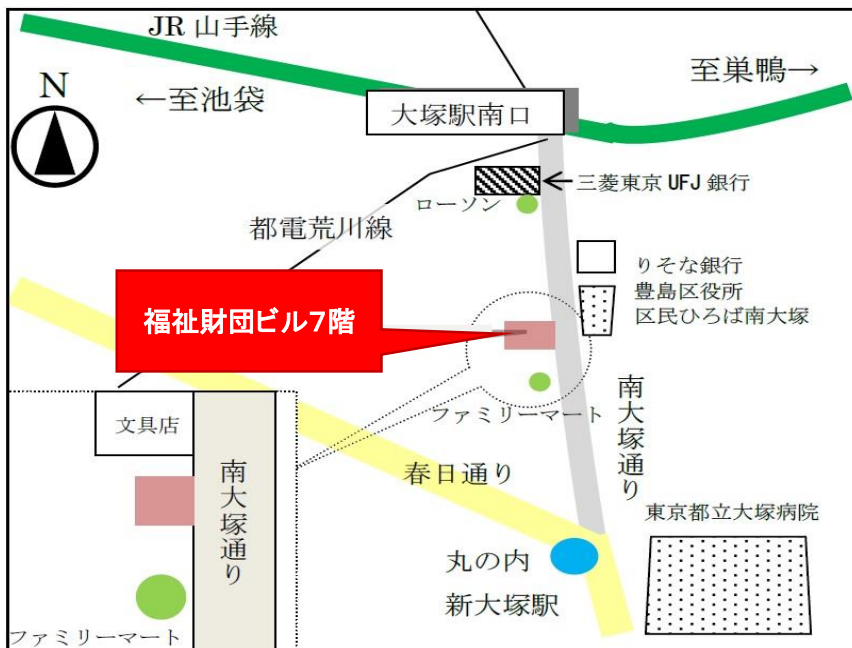 JR 山手線
至巣鴨→
N
←至池袋
大塚駅南口
三菱東京 UFJ 銀行
ローソン
都電荒川線
りそな銀行
豊島区役所
区民ひろば南大塚
福祉財団ビル7階
ファミリーマート
南大塚通り
文具店
春日通り
南大塚通り
東京都立大塚病院
丸の内
新大塚駅
ファミリーマート